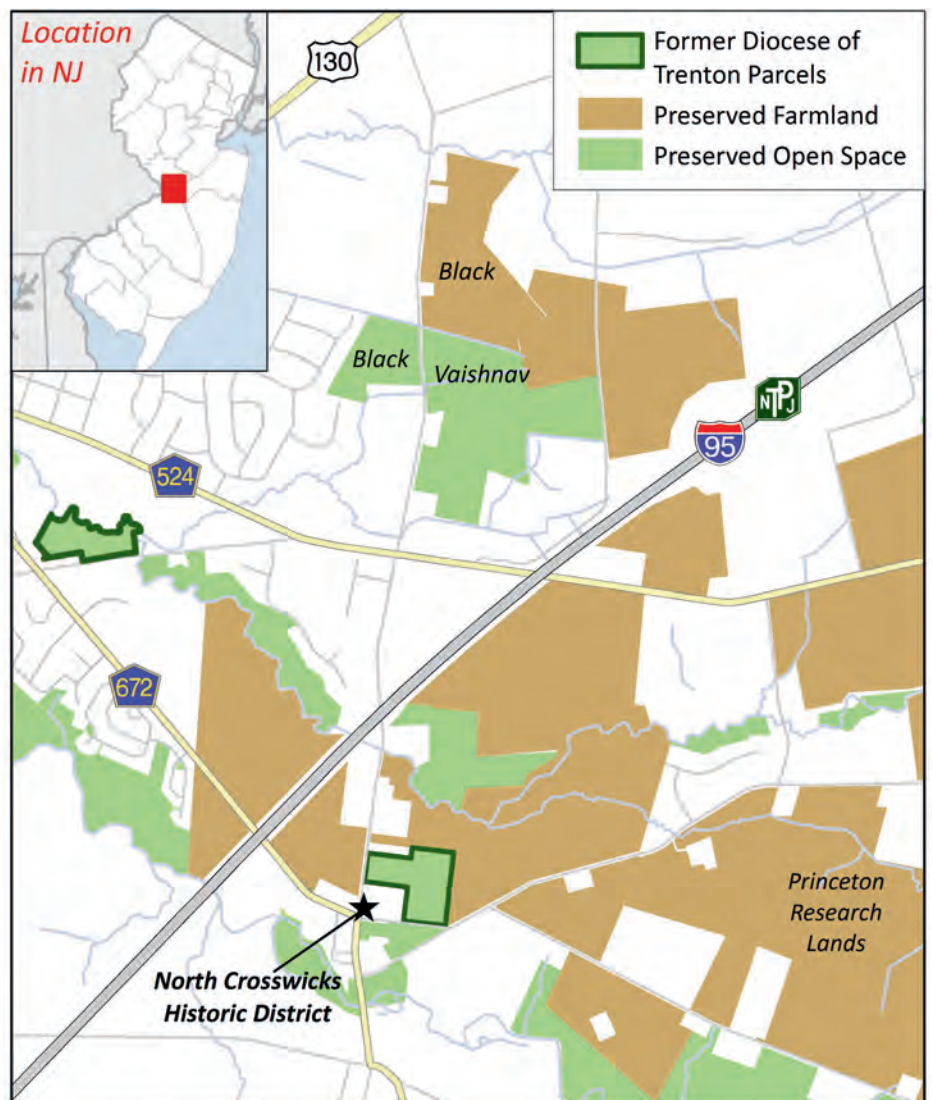 Location
in NJ
130
Former Diocese of
Trenton Parcels
Preserved Farmland
Preserved Open Space
Black
Black
Vaishnav
NTPJ
95
524
672
Princeton
Research
Lands
North Crosswicks
Historic District